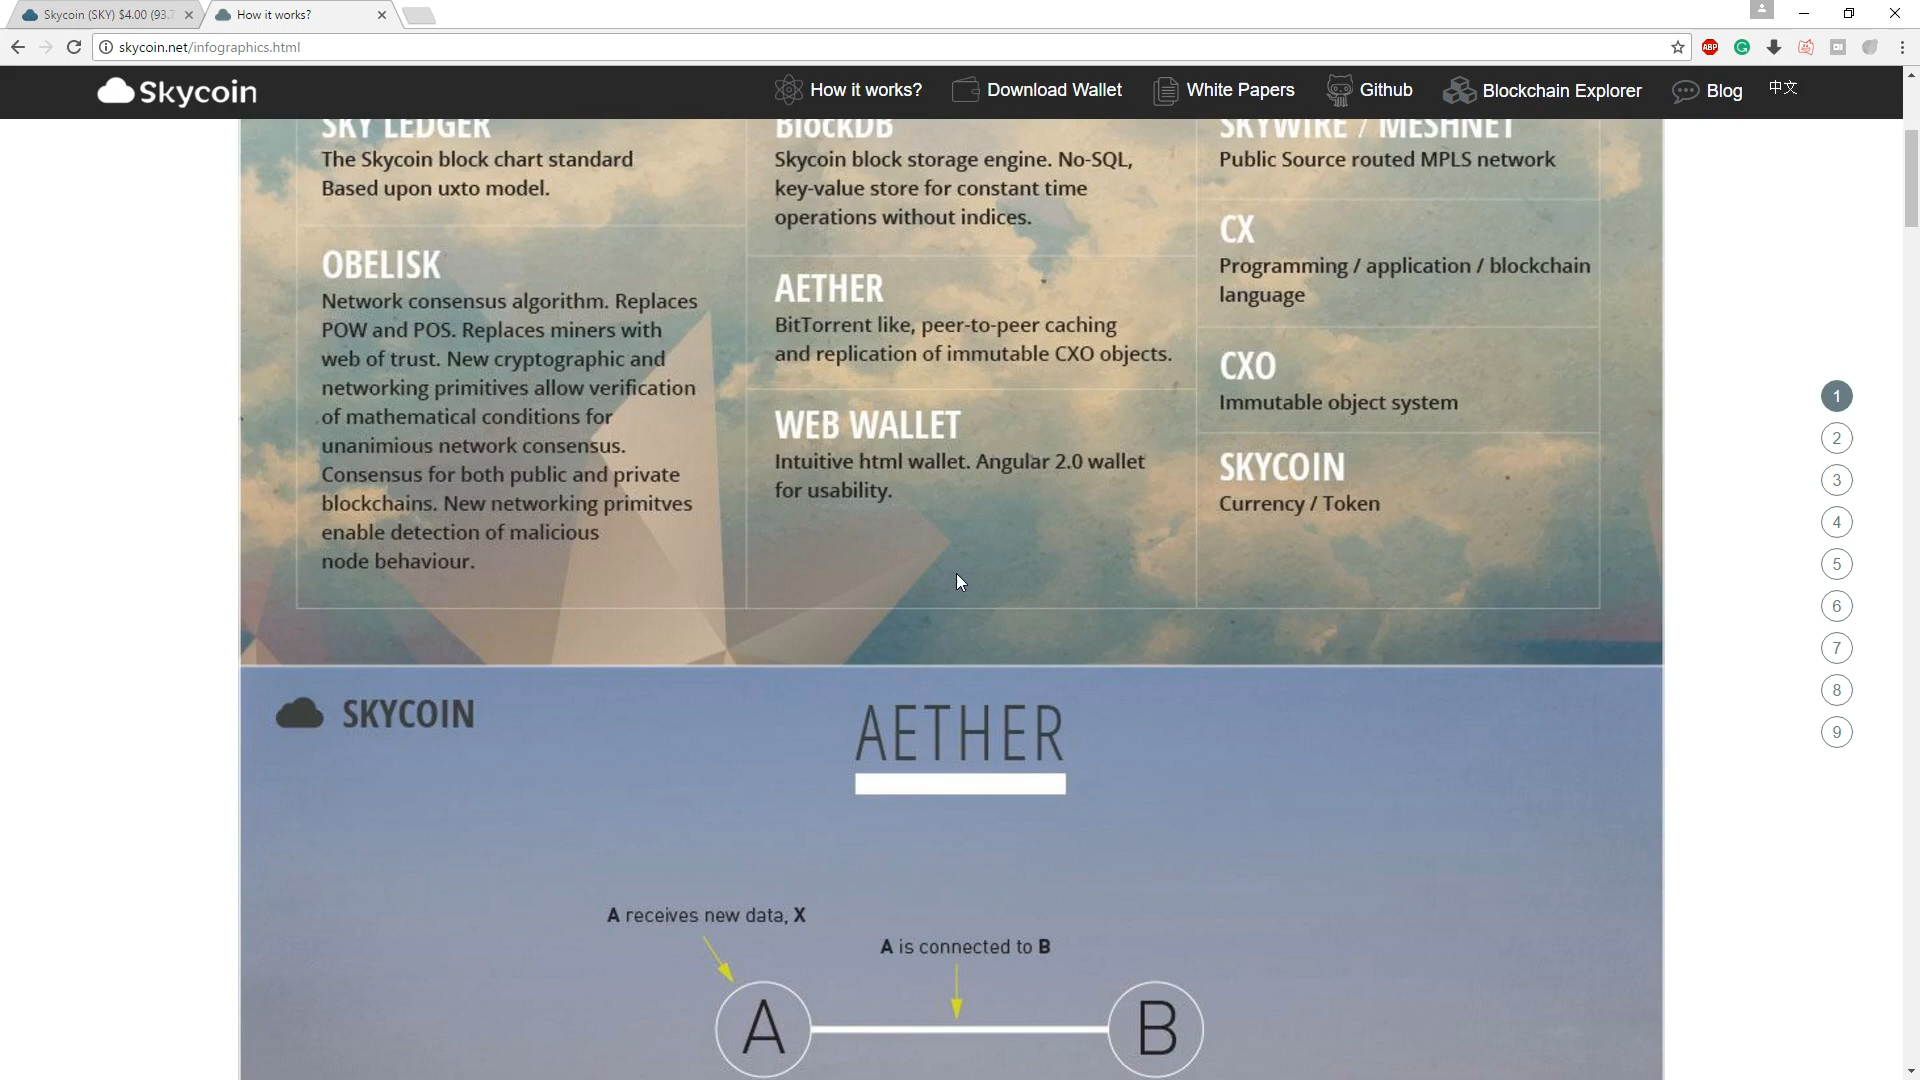 Skycoin (SKY) $4.00 (93.7
How it works?
skycoin.net/infographics.html
ABP
Skycoin
How it works?
Download Wallet
White Papers
Github
Blockchain Explorer
Blog
中文
SKY LEDGER
The Skycoin block chart standard
Based upon uxto model.
OBELISK
Network consensus algorithm. Replaces
POW and POS. Replaces miners with
web of trust. New cryptographic and
networking primitives allow verification
of mathematical conditions for
unanimious network consensus.
Consensus for both public and private
blockchains. New networking primitves
enable detection of malicious
node behaviour.
BlockDB
Skycoin block storage engine. No-SQL,
key-value store for constant time
operations without indices.
AETHER
BitTorrent like, peer-to-peer caching
and replication of immutable CXO objects.
WEB WALLET
Intuitive html wallet. Angular 2.0 wallet
for usability.
SKYWIRE / MESHNET
Public Source routed MPLS network
CX
Programming / application / blockchain
language
CXO
Immutable object system
SKYCOIN
Currency / Token
1
2
3
4
5
6
7
8
9
SKYCOIN
AETHER
A receives new data, X
A is connected to B
A
B